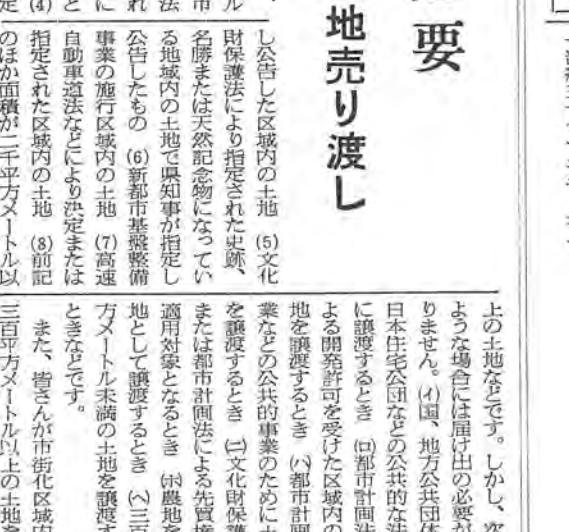 要
地売り渡し
し公告した区域内の土地 (5)文化
財保護法により指定された史跡、
名勝または天然記念物になってい
る地域内の土地で県知事が指定し
公告したもの (6)新都市基盤整備
事業の施行区域内の土地 (7)高速
自動車道法などにより決定または
指定された区域内の土地 (8)前記
のほか面積が二千平方メートル以
上の土地などです。しかし、次
ような場合には届け出の必要が
りません。(イ)国、地方公共団体
日本住宅公団などの公共的な法
に譲渡するとき (ロ)都市計画法
よる開発許可を受けた区域内の
地を譲渡するとき (ハ)都市計画
業などの公共的事業のために土
を譲渡するとき (ニ)文化財保護
または都市計画法による先買権
適用対象となるとき (ホ)農地を
地として譲渡するとき (ヘ)三百
方メートル未満の土地を譲渡す
ときなどです。
また、皆さんが市街化区域内
三百平方メートル以上の土地を